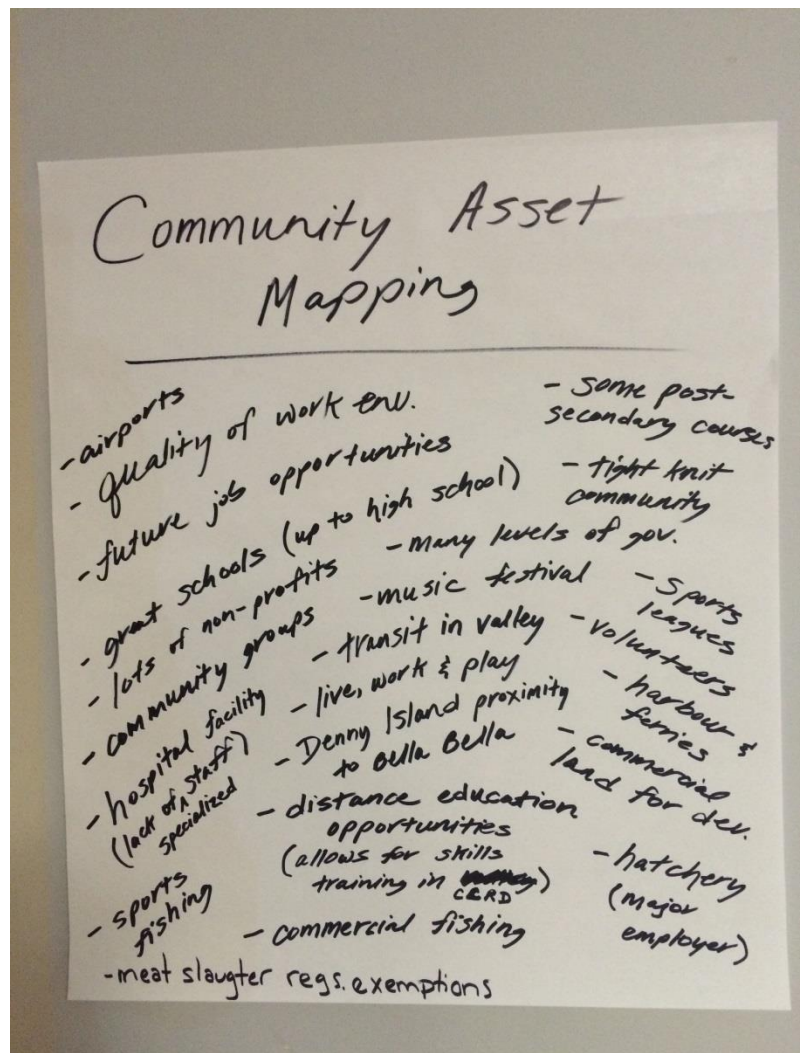 Community Asset
Mapping
- airports
- quality of work env.
- future job opportunities
- great schools (up to high school)
- lots of non-profits
- community groups
- hospital facility
(lack of ^ staff)
specialized
- sports
fishing
- many levels of gov.
- music festival
- transit in valley
- live, work & play
- Denny Island proximity
to Bella Bella
- distance education
opportunities
(allows for skills
training in )
CCRD
- commercial fishing
- some post-
secondary courses
- tight knit
community
- sports
leagues
- volunteers
- harbour &
ferries
- commercial
land for dev.
- hatchery
(major
employer)
- meat slaugter regs. exemptions